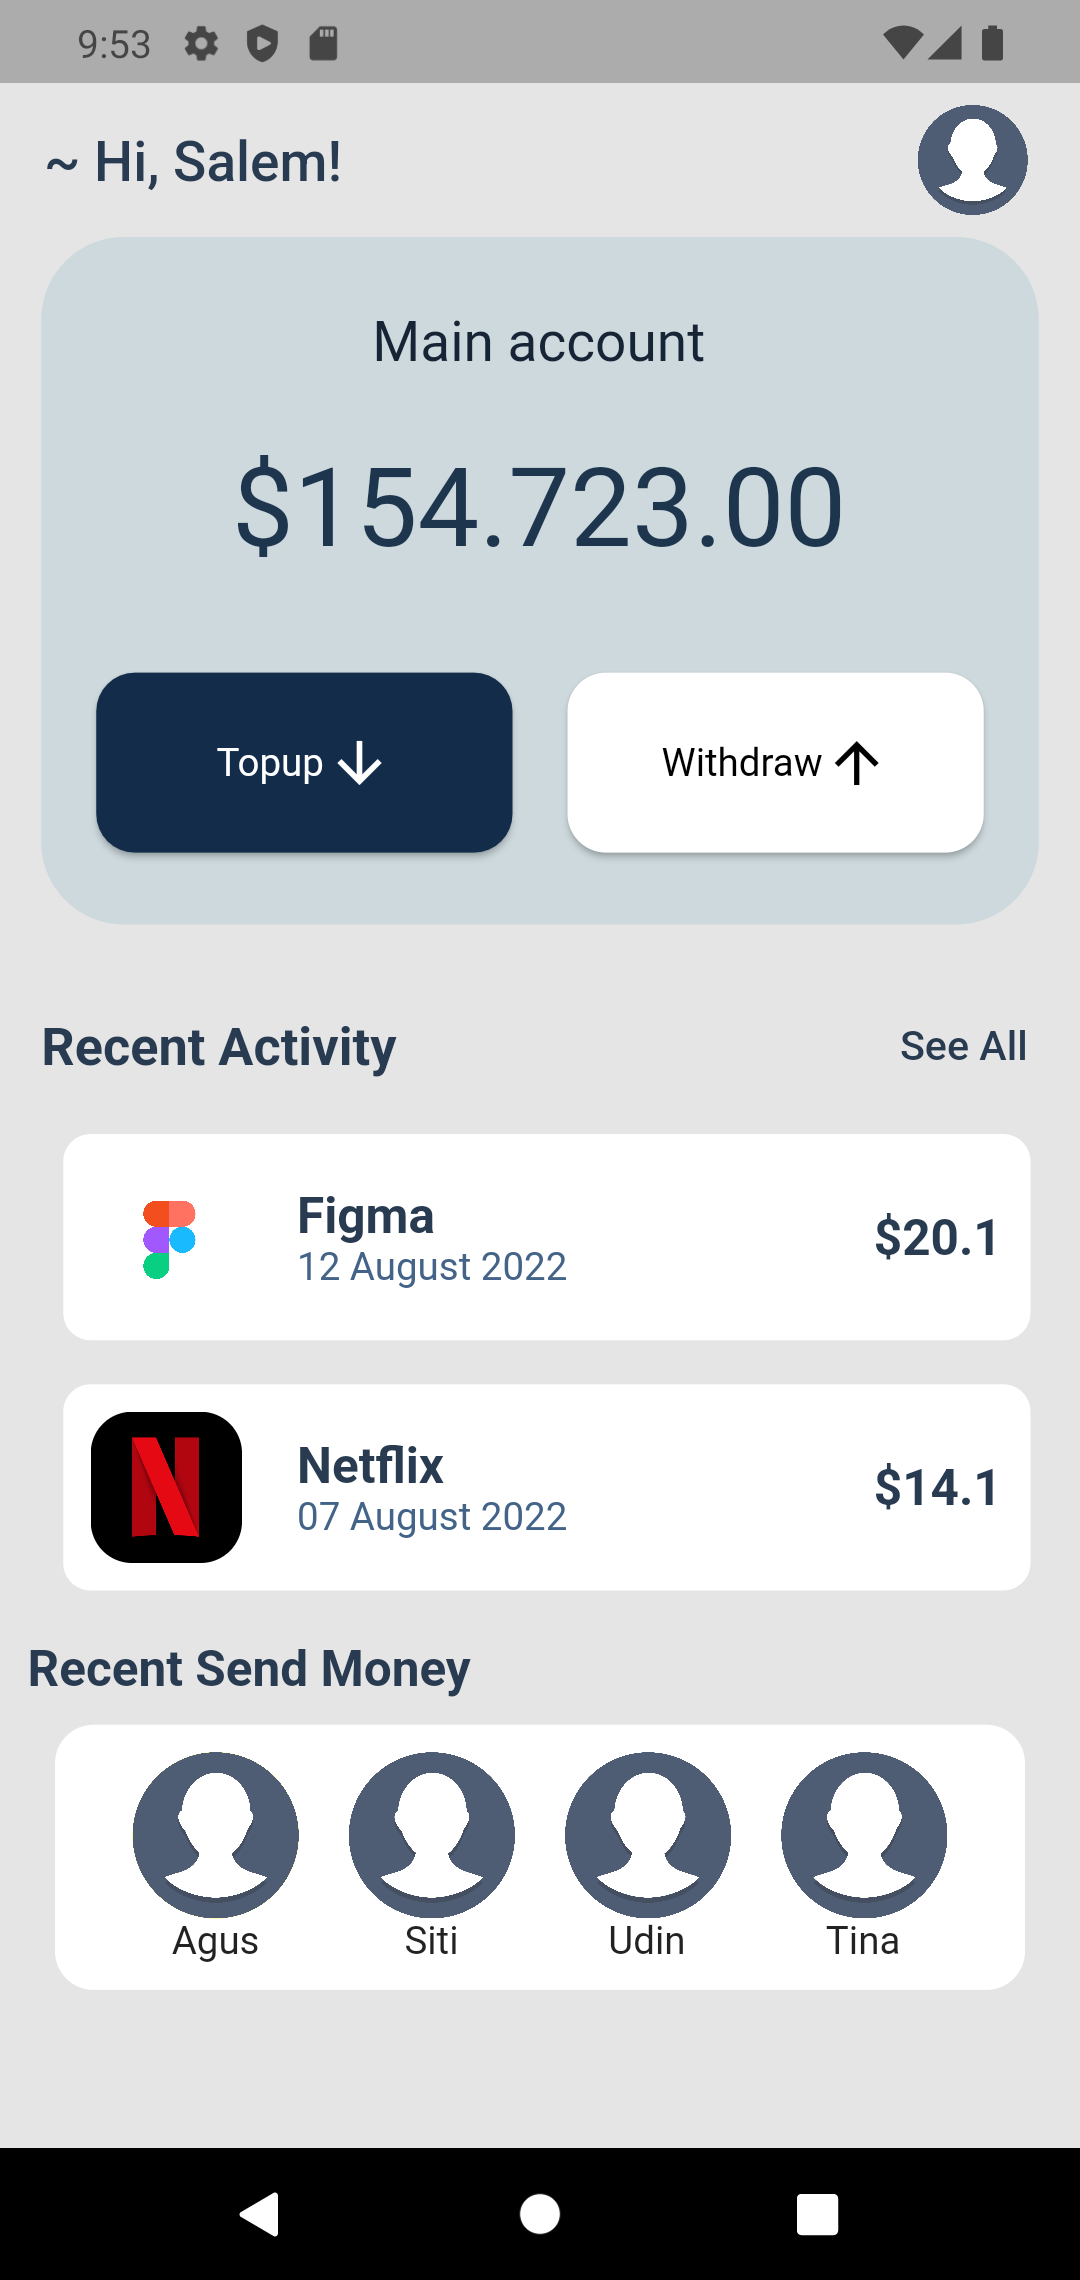 9:53
~ Hi, Salem!
Main account
$154.723.00
Topup
Withdraw
Recent Activity
See All
Figma
12 August 2022
$20.1
N
Netflix
07 August 2022
$14.1
Recent Send Money
Agus
Siti
Udin
Tina